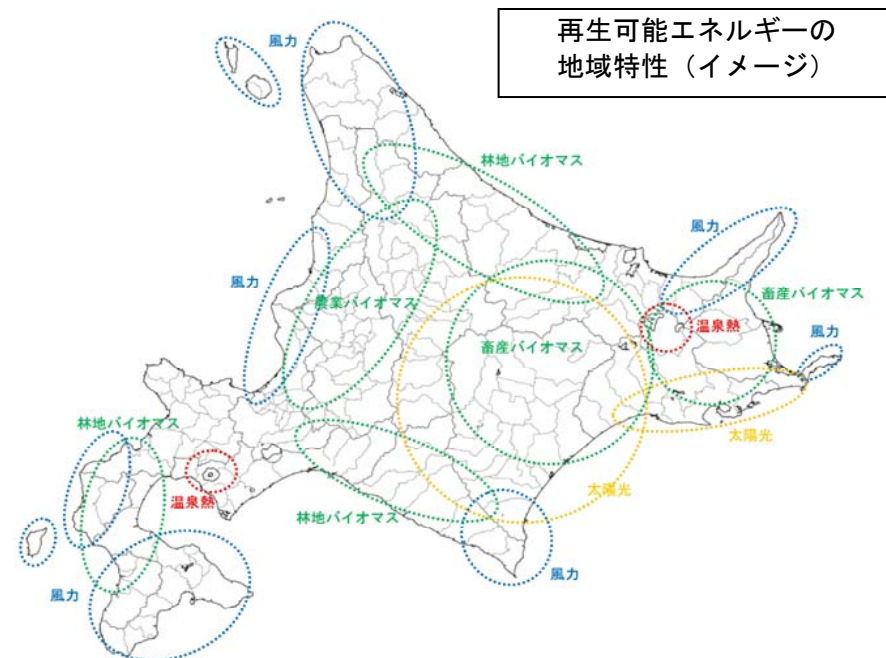 再生可能エネルギーの
地域特性（イメージ）
風力
林地バイオマス
風力
風力
畜産バイオマス
農業バイオマス
温泉熱
風力
畜産バイオマス
林地バイオマス
太陽光
温泉熱
太陽光
林地バイオマス
風力
風力